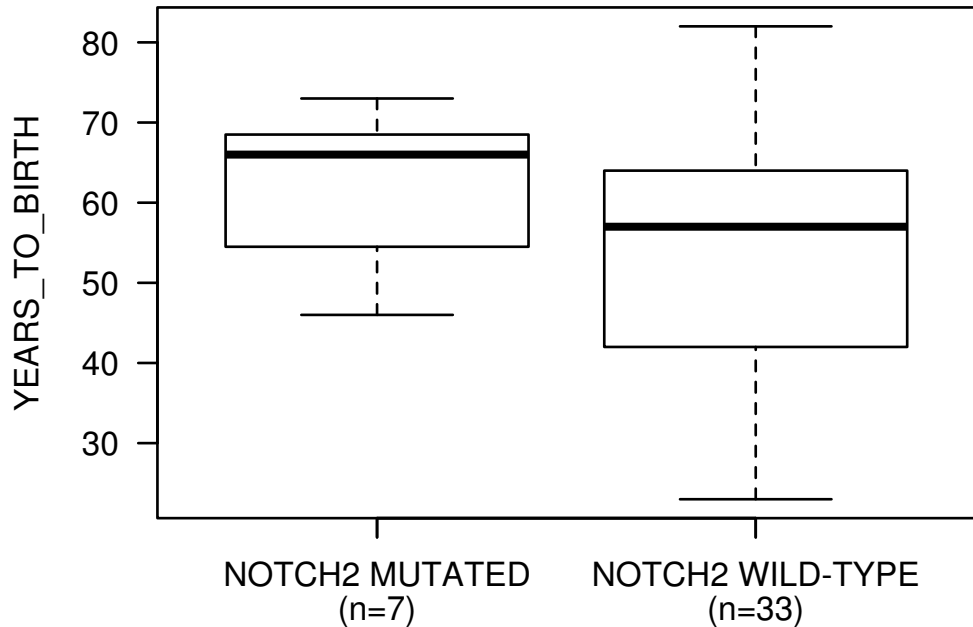 YEARS_TO_BIRTH
80
70
60
50
40
30
NOTCH2 MUTATED
(n=7)
NOTCH2 WILD-TYPE
(n=33)